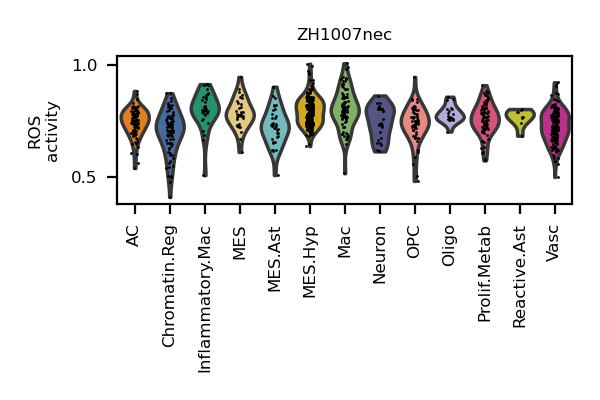 ZH1007nec
ROS
activity
1.0
0.5
AC
Chromatin.Reg
Inflammatory.Mac
MES
MES.Ast
MES.Hyp
Mac
Neuron
OPC
Oligo
Prolif.Metab
Reactive.Ast
Vasc